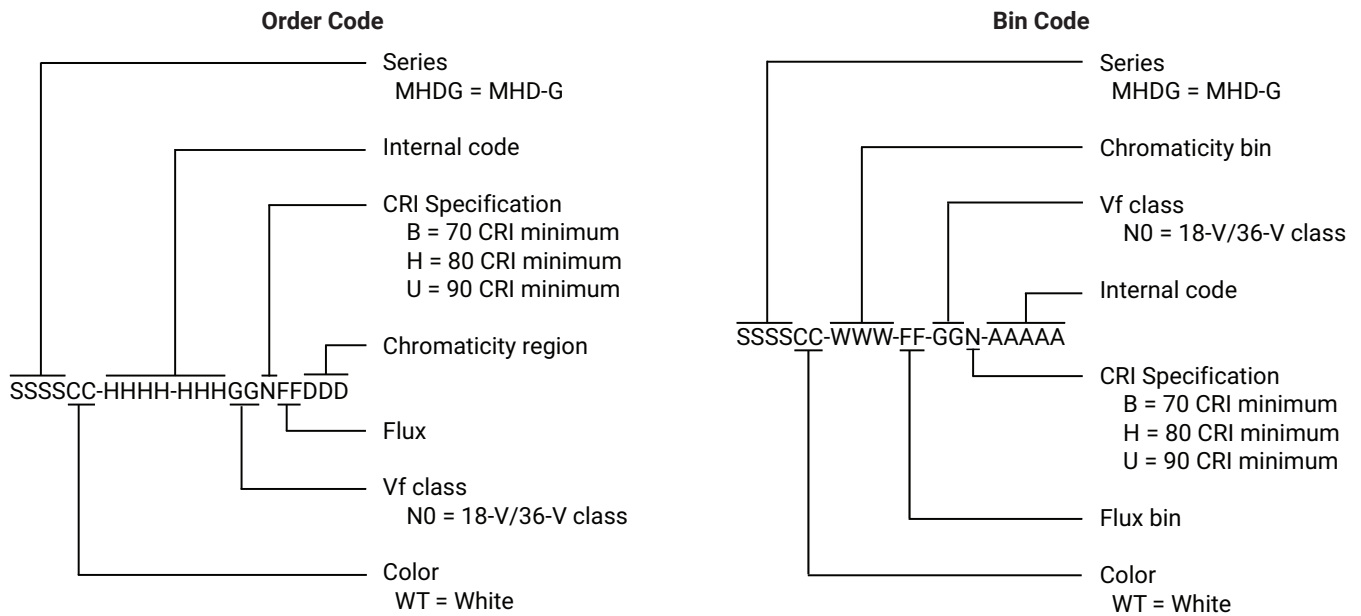 Order Code
Series
MHDG = MHD-G
Internal code
CRI Specification
B = 70 CRI minimum
H = 80 CRI minimum
U = 90 CRI minimum
Chromaticity region
SSSSCC-HHHH-HHHGGNFFDDD
Flux
Vf class
N0 = 18-V/36-V class
Color
WT = White
Bin Code
Series
MHDG = MHD-G
Chromaticity bin
Vf class
N0 = 18-V/36-V class
Internal code
SSSSCC-WWW-FF-GGN-AAAAA
CRI Specification
B = 70 CRI minimum
H = 80 CRI minimum
U = 90 CRI minimum
Flux bin
Color
WT = White